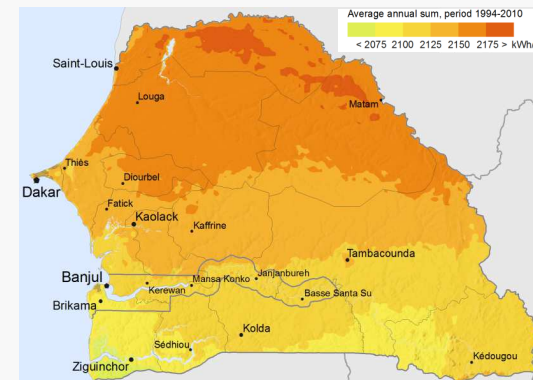 Average annual sum, period 1994-2010
< 2075 2100 2125 2150 2175 > kWh/
Saint-Louis
Louga
Matam
Thiès
Diourbel
Dakar
Fatick
Kaolack
Kaffrine
Tambacounda
Banjul
Kerewan
Mansa Konko
Janjanbureh
Basse Santa Su
Brikama
Kolda
Sédhiou
Ziguinchor
Kédougou